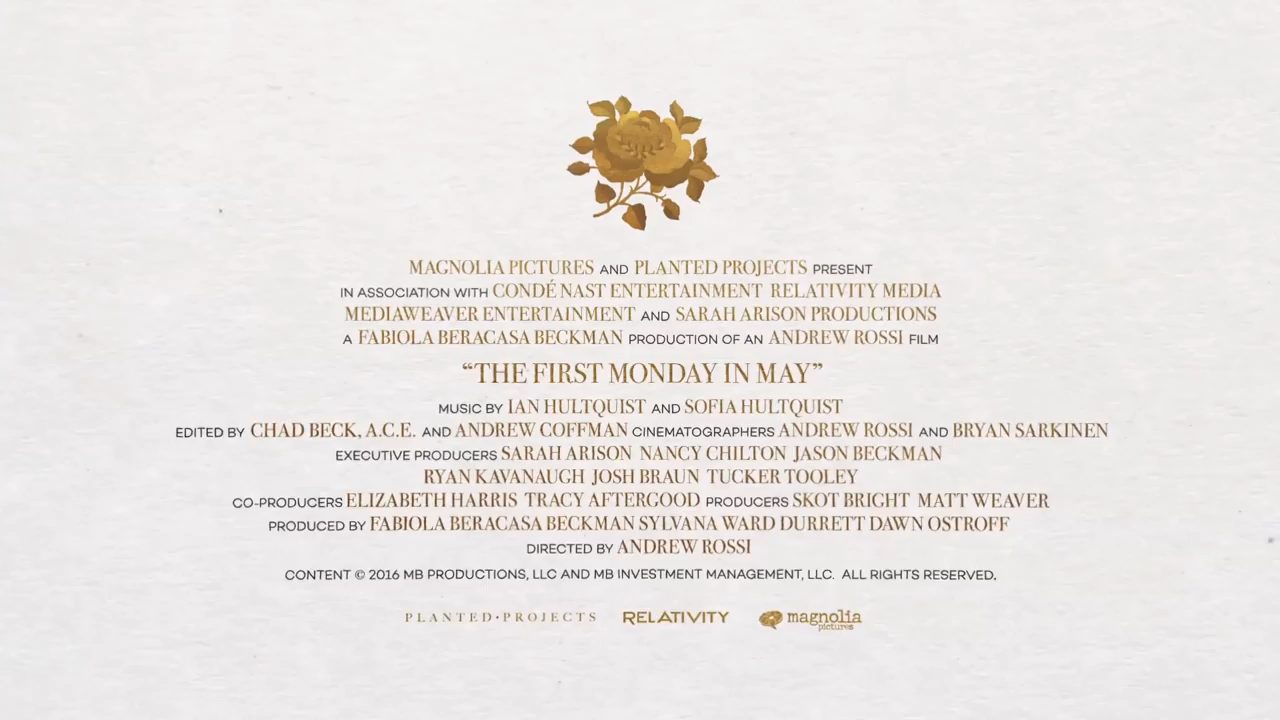 MAGNOLIA PICTURES AND PLANTED PROJECTS PRESENT
IN ASSOCIATION WITH CONDÉ NAST ENTERTAINMENT RELATIVITY MEDIA
MEDIAWEAVER ENTERTAINMENT AND SARAH ARISON PRODUCTIONS
A FABIOLA BERACASA BECKMAN PRODUCTION OF AN ANDREW ROSSI FILM
“THE FIRST MONDAY IN MAY”
MUSIC BY IAN HULTQUIST AND SOFIA HULTQUIST
EDITED BY CHAD BECK, A.C.E. AND ANDREW COFFMAN CINEMATOGRAPHERS ANDREW ROSSI AND BRYAN SARKINEN
EXECUTIVE PRODUCERS SARAH ARISON NANCY CHILTON JASON BECKMAN
RYAN KAVANAUGH JOSH BRAUN TUCKER TOOLEY
CO-PRODUCERS ELIZABETH HARRIS TRACY AFTERGOOD PRODUCERS SKOT BRIGHT MATT WEAVER
PRODUCED BY FABIOLA BERACASA BECKMAN SYLVANA WARD DURRETT DAWN OSTROFF
DIRECTED BY ANDREW ROSSI
CONTENT © 2016 MB PRODUCTIONS, LLC AND MB INVESTMENT MANAGEMENT, LLC. ALL RIGHTS RESERVED.
PLANTED•PROJECTS RELATIVITY magnolia pictures